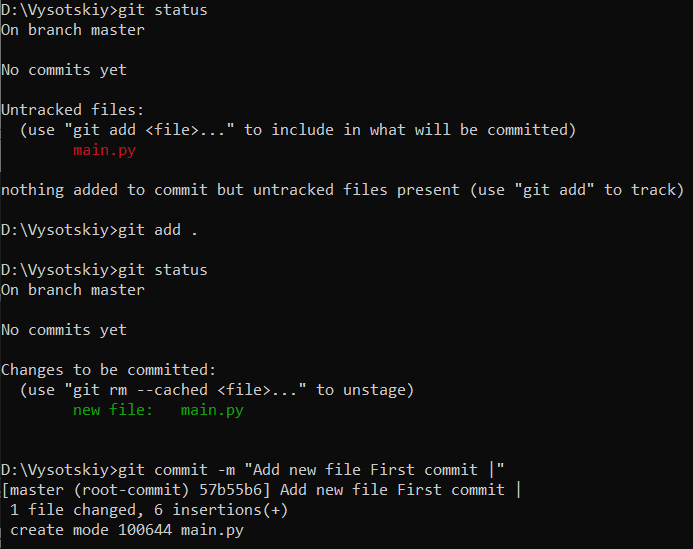 D:\Vysotskiy>git status
On branch master
No commits yet
Untracked files:
  (use "git add <file>..." to include in what will be committed)
        main.py
nothing added to commit but untracked files present (use "git add" to track)
D:\Vysotskiy>git add .
D:\Vysotskiy>git status
On branch master
No commits yet
Changes to be committed:
  (use "git rm --cached <file>..." to unstage)
        new file:   main.py
D:\Vysotskiy>git commit -m "Add new file First commit |"
[master (root-commit) 57b55b6] Add new file First commit |
 1 file changed, 6 insertions(+)
 create mode 100644 main.py